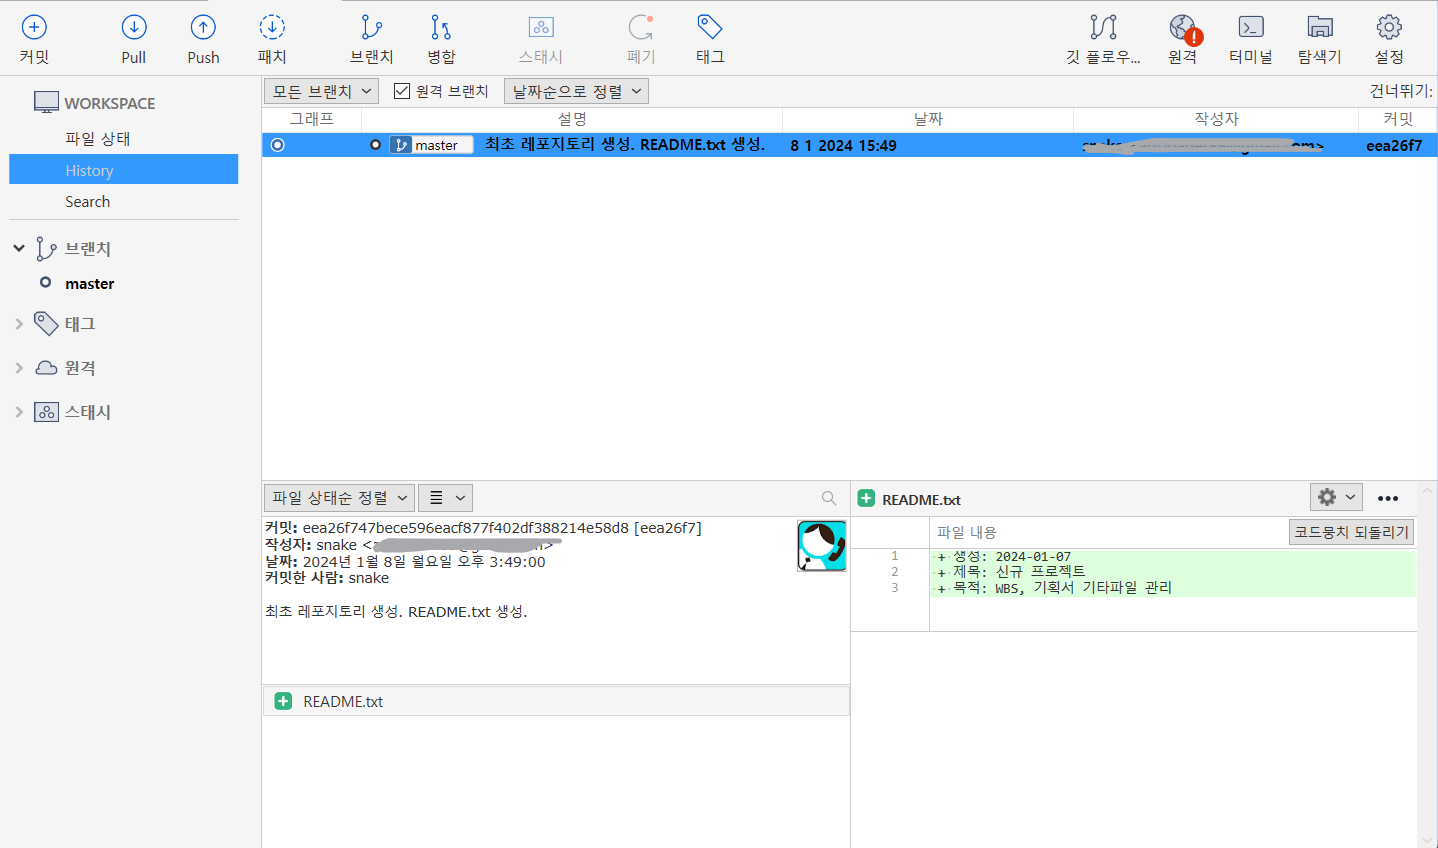 커밋 Pull Push 패치 브랜치 병합 스태시 폐기 태그 깃 플로우... 원격 터미널 탐색기 설정
WORKSPACE
파일 상태
History
Search
브랜치
master
태그
원격
스태시
모든 브랜치 원격 브랜치 날짜순으로 정렬 건너뛰기:
그래프 설명 날짜 작성자 커밋
master 최초 레포지토리 생성. README.txt 생성. 8 1 2024 15:49 eea26f7
파일 상태순 정렬
커밋: eea26f747bece596eacf877f402df388214e58d8 [eea26f7]
작성자: snake <
날짜: 2024년 1월 8일 월요일 오후 3:49:00
커밋한 사람: snake
최초 레포지토리 생성. README.txt 생성.
README.txt
README.txt
파일 내용 코드뭉치 되돌리기
1 + 생성: 2024-01-07
2 + 제목: 신규 프로젝트
3 + 목적: WBS, 기획서 기타파일 관리